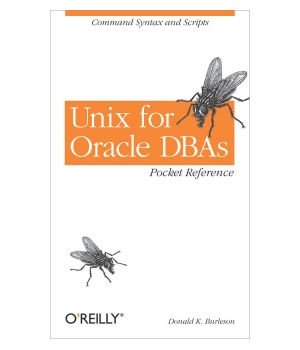 Command Syntax and Scripts
Unix for
Oracle DBAs
Pocket Reference
O'REILLY®
Donald K. Burleson